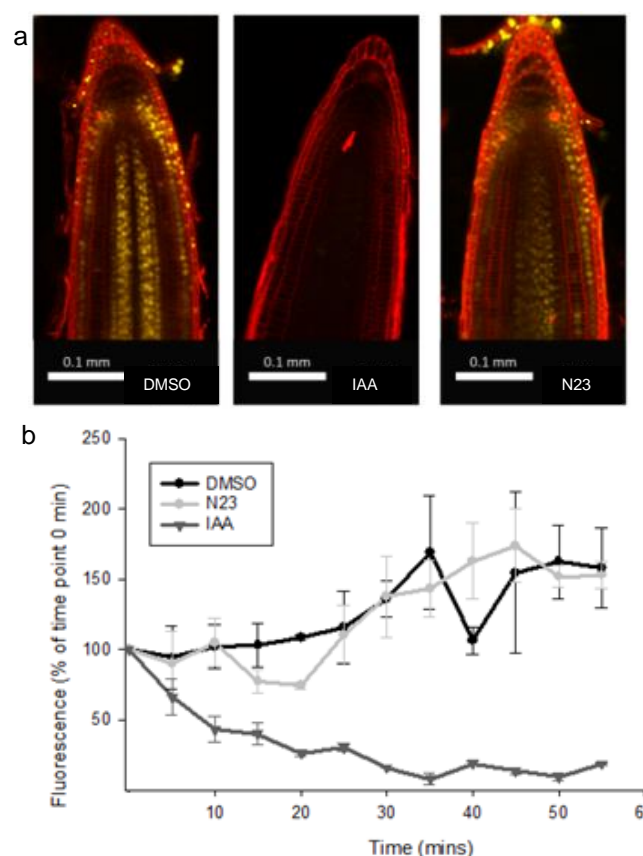 a
0.1 mm
DMSO
0.1 mm
IAA
0.1 mm
N23
b
250
200
150
100
50
Fluorescence (% of time point 0 min)
DMSO
N23
IAA
10
20
30
40
50
6
Time (mins)